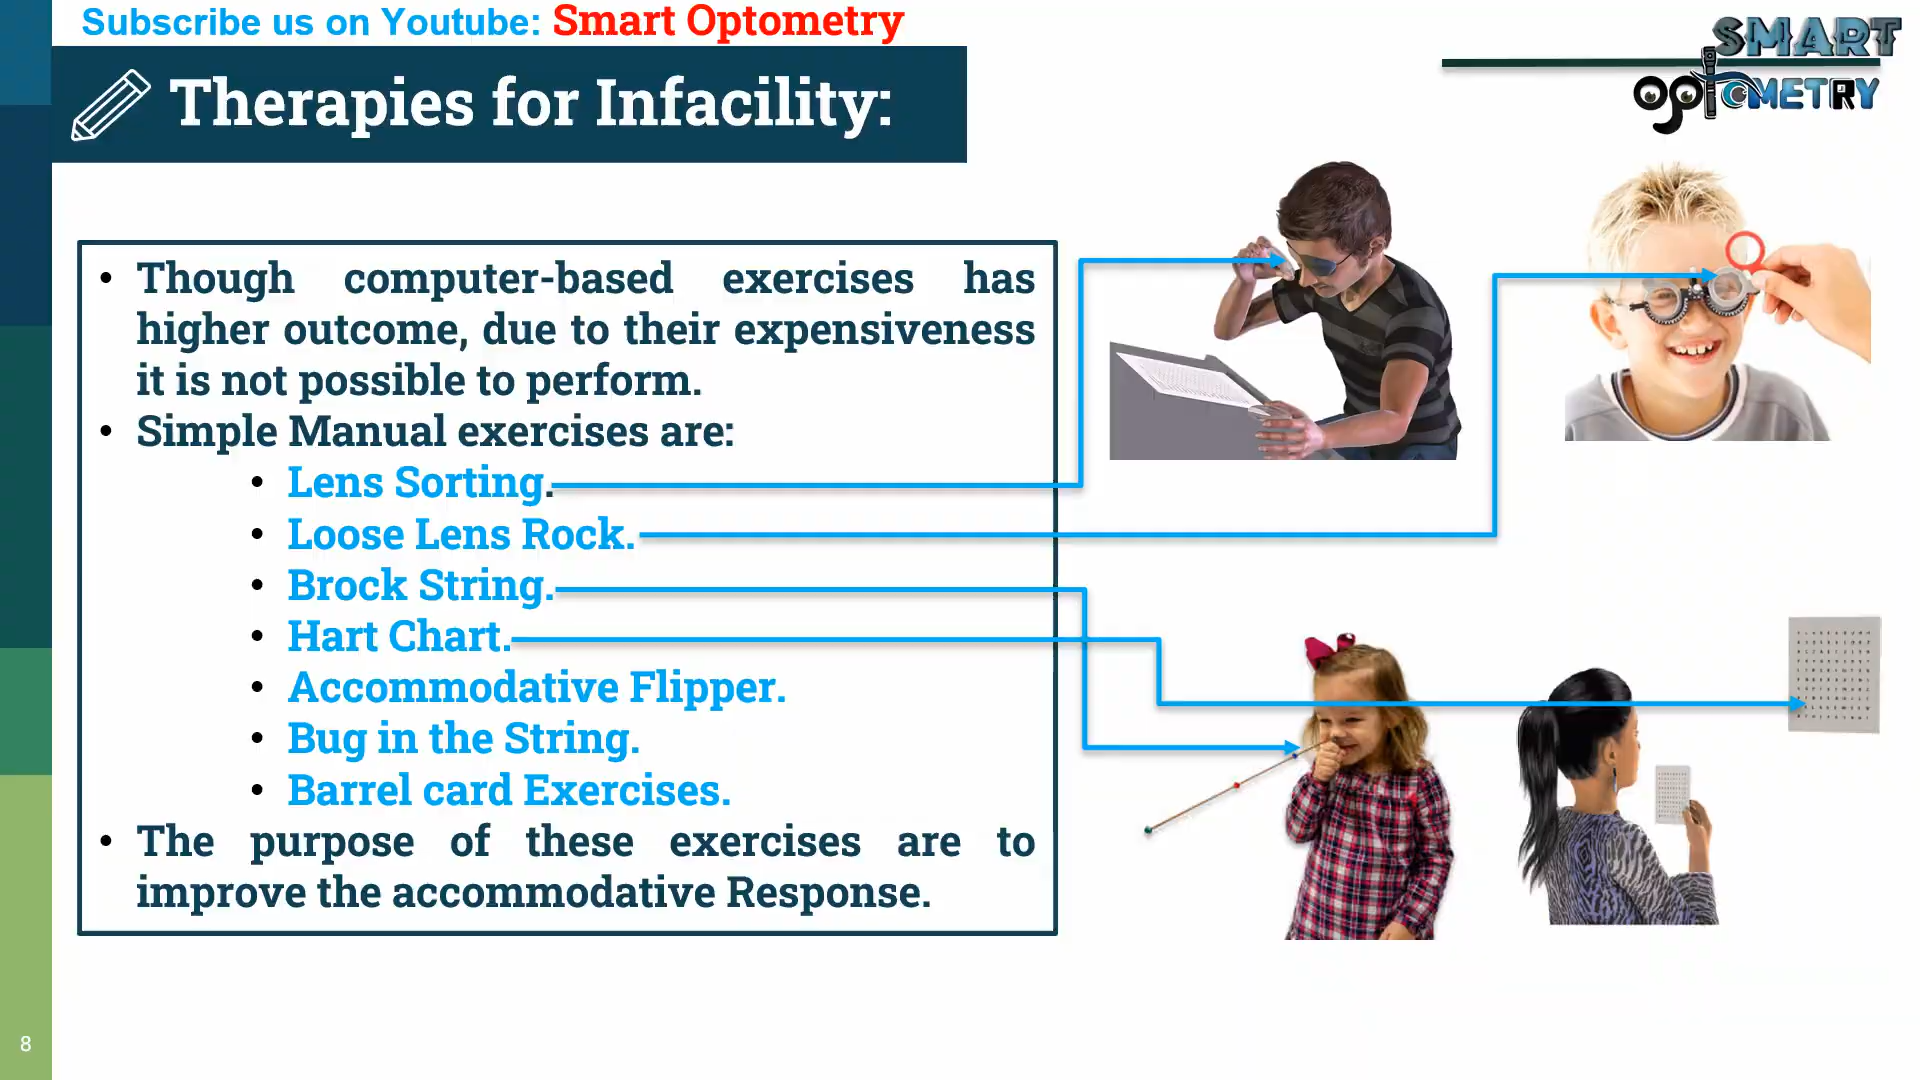 Subscribe us on Youtube: Smart Optometry
SMART
OptOMETRY
Therapies for Infacility:
• Though computer-based exercises has
higher outcome, due to their expensiveness
it is not possible to perform.
• Simple Manual exercises are:
• Lens Sorting.
• Loose Lens Rock.
• Brock String.
• Hart Chart.
• Accommodative Flipper.
• Bug in the String.
• Barrel card Exercises.
• The purpose of these exercises are to
improve the accommodative Response.
8